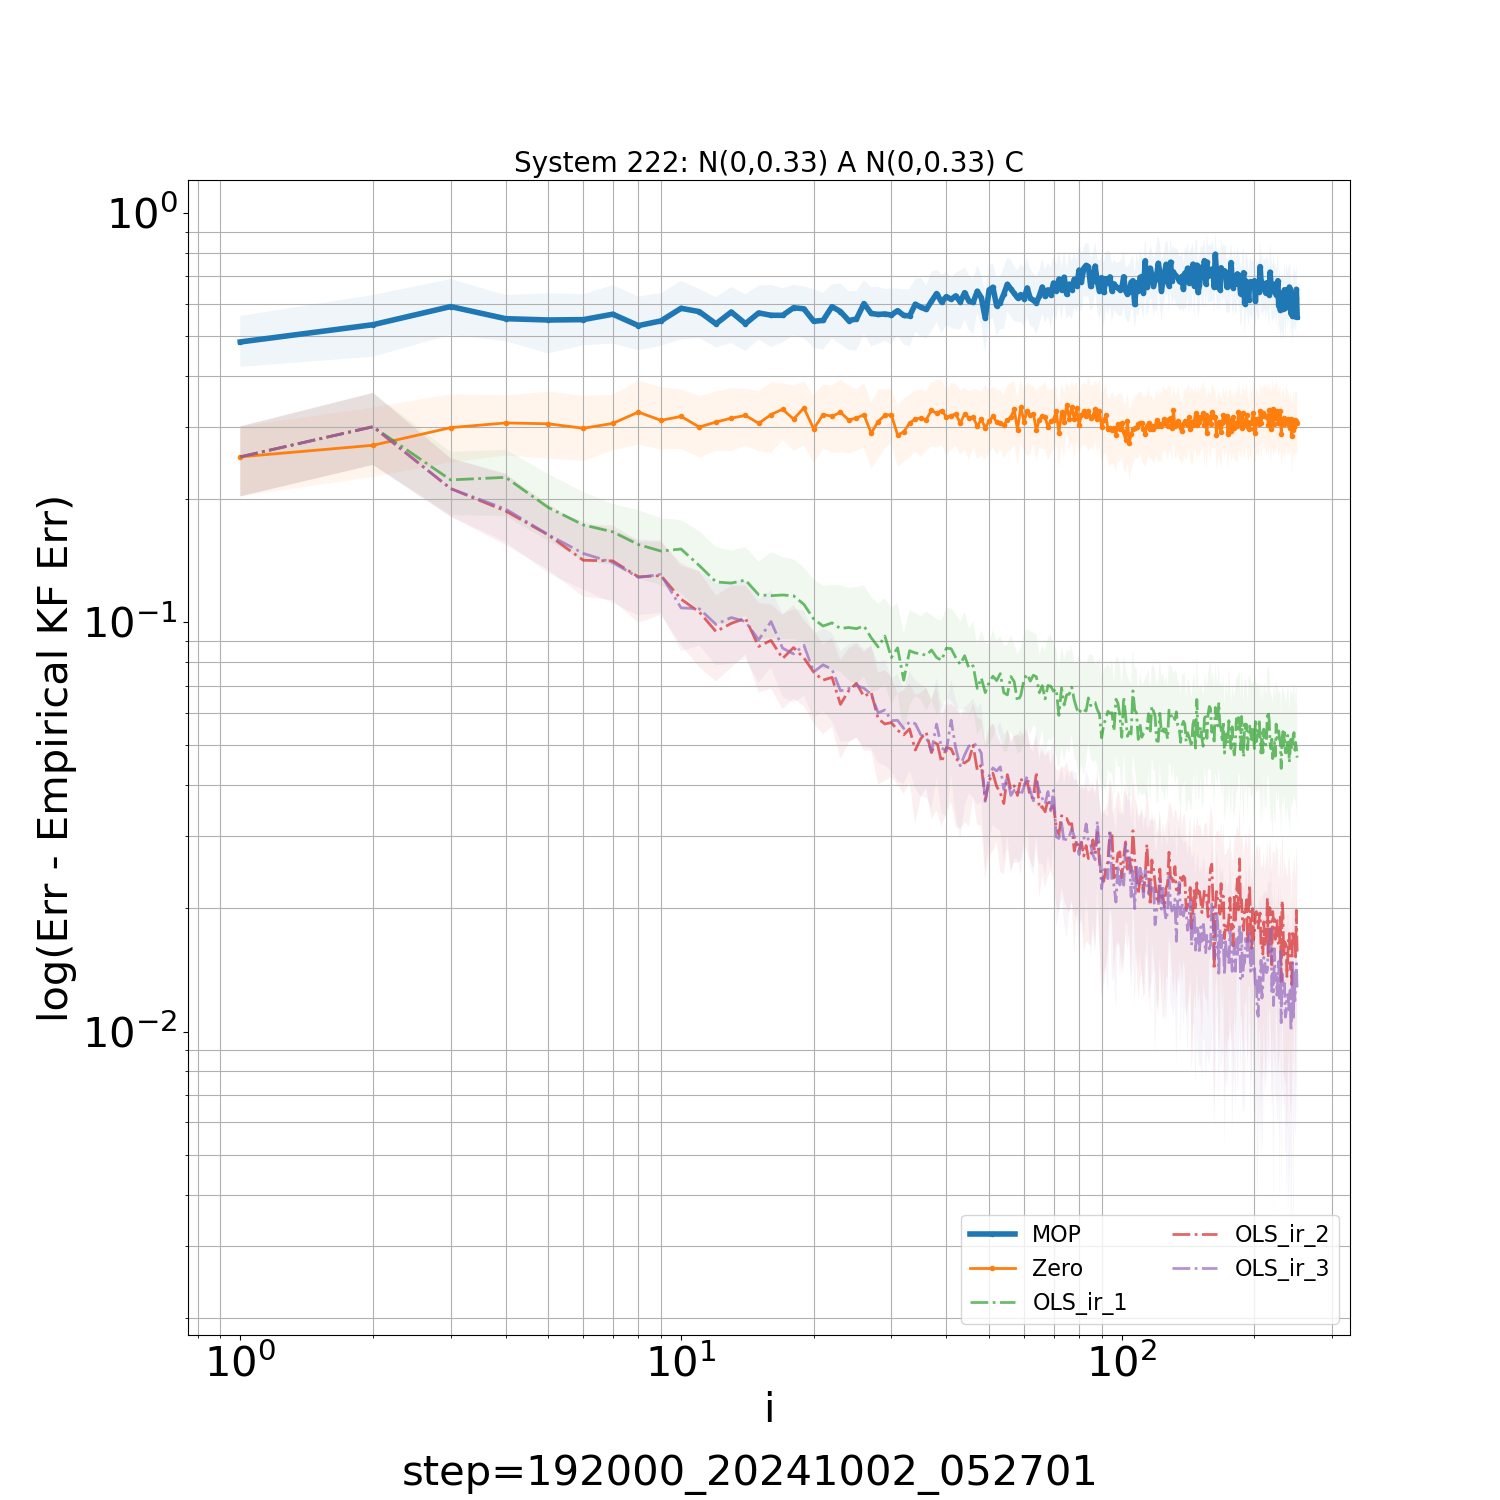 System 222: N(0,0.33) A N(0,0.33) C
10⁰
10⁻¹
10⁻²
log(Err - Empirical KF Err)
MOP
Zero
OLS_ir_1
OLS_ir_2
OLS_ir_3
10⁰ 10¹ 10²
i
step=192000_20241002_052701